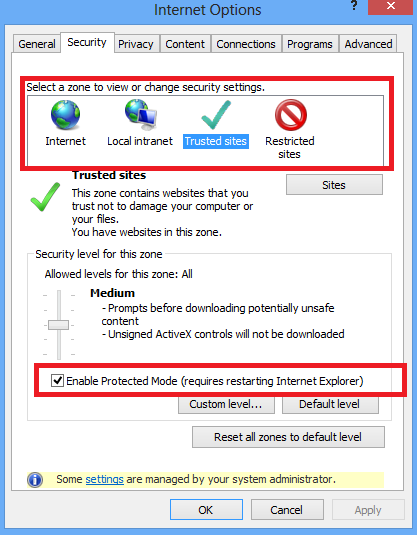 Internet Options
?
General Security Privacy Content Connections Programs Advanced
Select a zone to view or change security settings.
Internet Local intranet Trusted sites Restricted
sites
Trusted sites
Sites
This zone contains websites that you
trust not to damage your computer or
your files.
You have websites in this zone.
Security level for this zone
Allowed levels for this zone: All
Medium
- Prompts before downloading potentially unsafe
content
- Unsigned ActiveX controls will not be downloaded
Enable Protected Mode (requires restarting Internet Explorer)
Custom level... Default level
Reset all zones to default level
Some settings are managed by your system administrator.
OK Cancel Apply